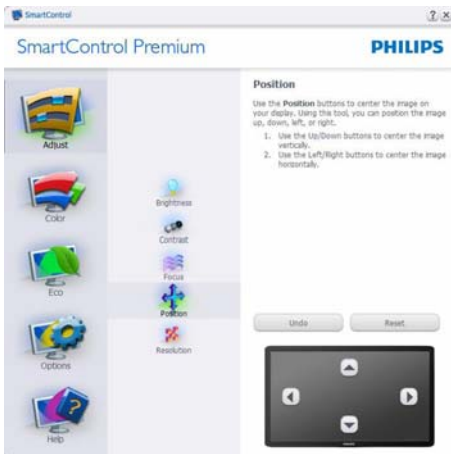 SmartControl
SmartControl Premium
PHILIPS
Adjust
Color
Eco
Options
Help
Brightness
Contrast
Focus
Position
Resolution
Position
Use the Position buttons to center the image on
your display. Using this tool, you can position the image
up, down, left, or right.
1. Use the Up/Down buttons to center the image
vertically.
2. Use the Left/Right buttons to center the image
horizontally.
Undo
Reset